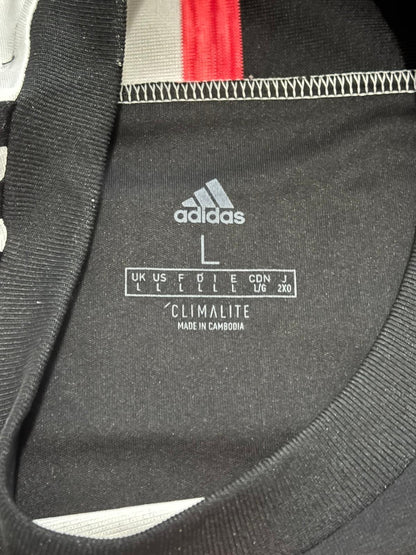 adidas
L
UK US F D I E CDN J
L L L L L L L/G 2XO
CLIMALITE
MADE IN CAMBODIA